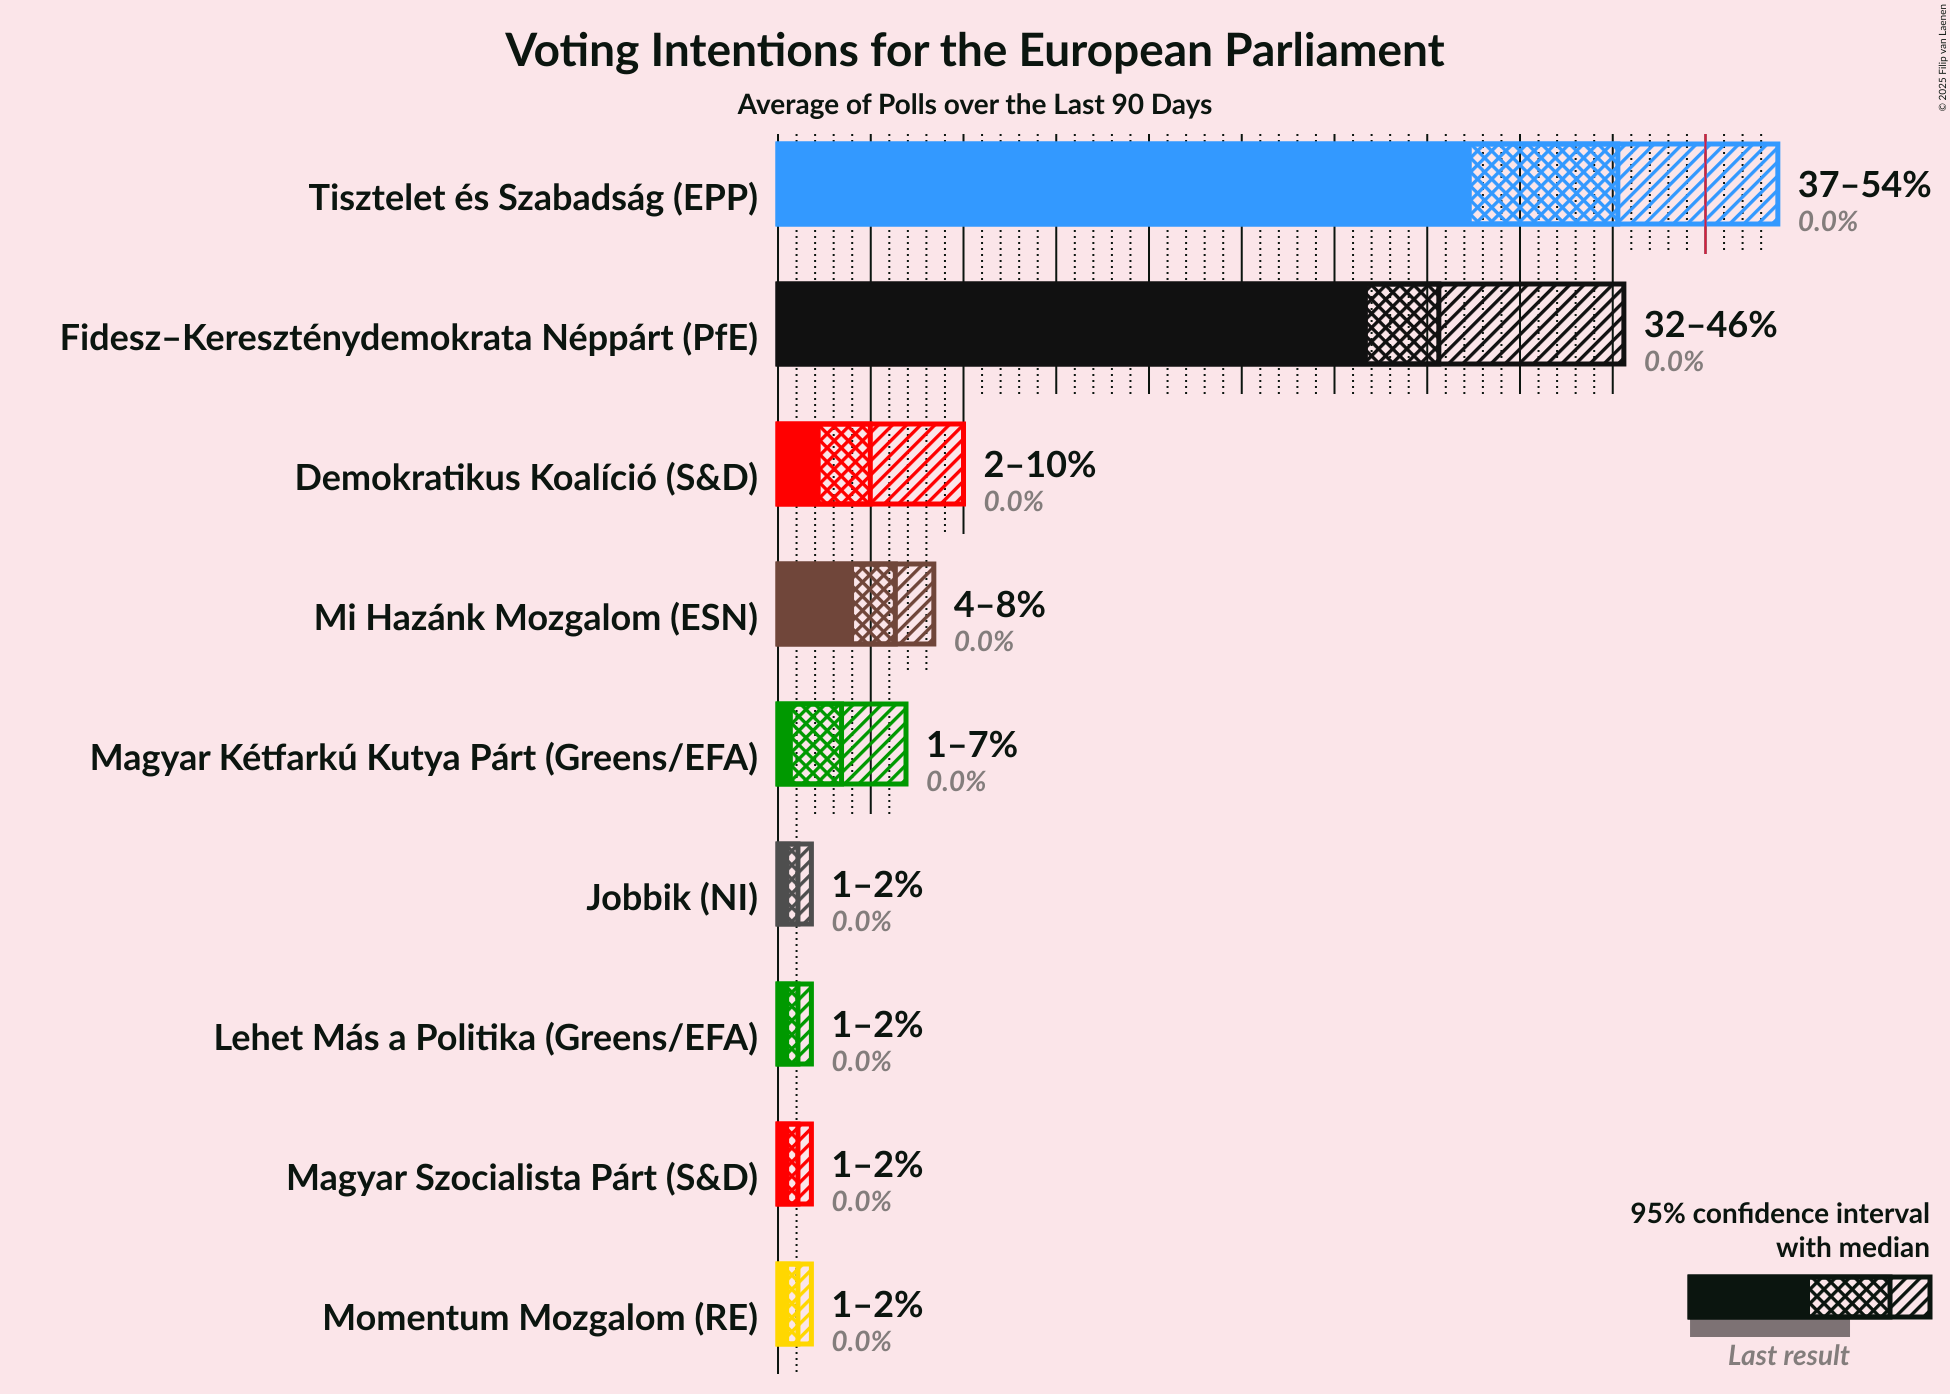 Voting Intentions for the European Parliament
Average of Polls over the Last 90 Days
© 2025 Filip van Laenen
Tisztelet és Szabadság (EPP)
37–54%
0.0%
Fidesz–Kereszténydemokrata Néppárt (PfE)
32–46%
0.0%
Demokratikus Koalíció (S&D)
2–10%
0.0%
Mi Hazánk Mozgalom (ESN)
4–8%
0.0%
Magyar Kétfarkú Kutya Párt (Greens/EFA)
1–7%
0.0%
Jobbik (NI)
1–2%
0.0%
Lehet Más a Politika (Greens/EFA)
1–2%
0.0%
Magyar Szocialista Párt (S&D)
1–2%
0.0%
Momentum Mozgalom (RE)
1–2%
0.0%
95% confidence interval
with median
Last result